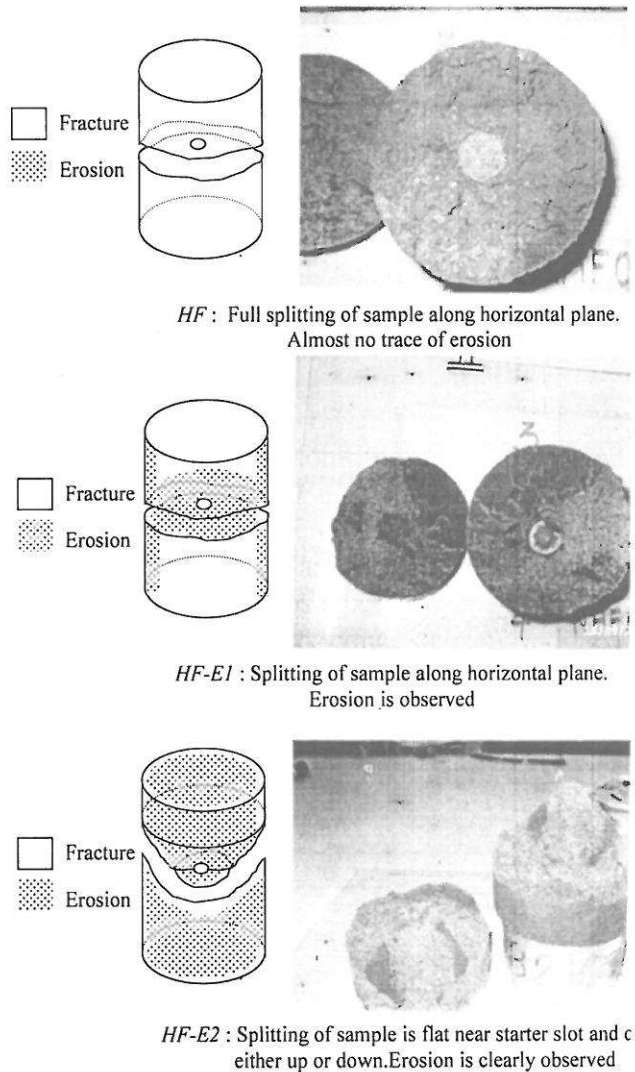 Fracture
Erosion
HF : Full splitting of sample along horizontal plane.
Almost no trace of erosion
Fracture
Erosion
HF-E1 : Splitting of sample along horizontal plane.
Erosion is observed
3
Fracture
Erosion
HF-E2 : Splitting of sample is flat near starter slot and c
either up or down.Erosion is clearly observed